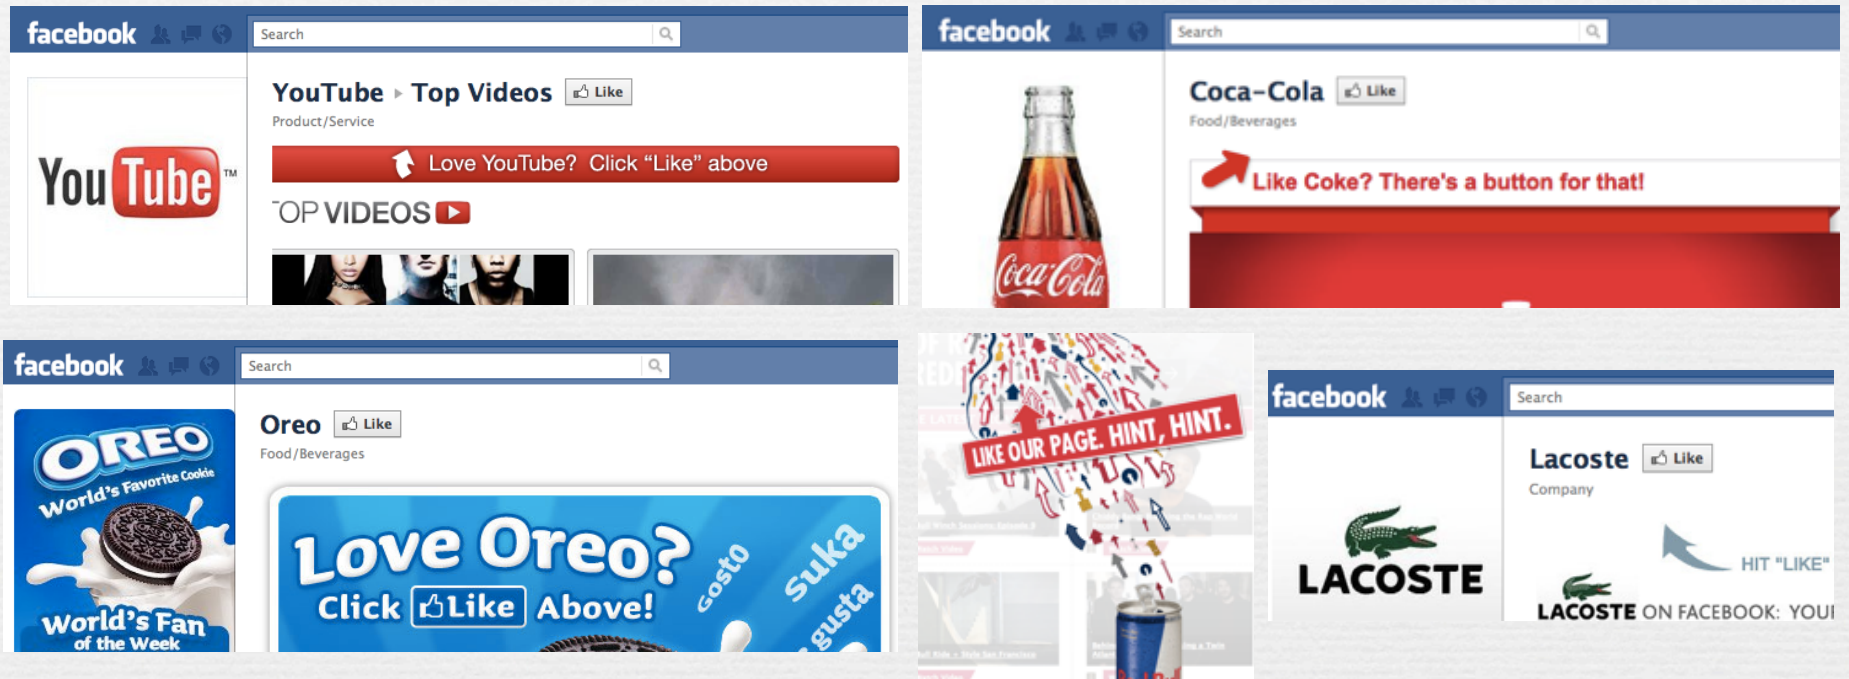 facebook
Search
YouTube ▸ Top Videos
Like
Product/Service
You Tube ™
Love YouTube? Click “Like” above
TOP VIDEOS
facebook
Search
Coca-Cola
Like
Food/Beverages
Like Coke? There's a button for that!
Coca-Cola
facebook
Search
Oreo
Like
Food/Beverages
OREO
World's Favorite Cookie
World's Fan
of the Week
Love Oreo?
Click Like Above!
Gosto
Suka
gusta
LIKE OUR PAGE. HINT, HINT.
facebook
Search
Lacoste
Like
Company
LACOSTE
HIT "LIKE"
LACOSTE ON FACEBOOK: